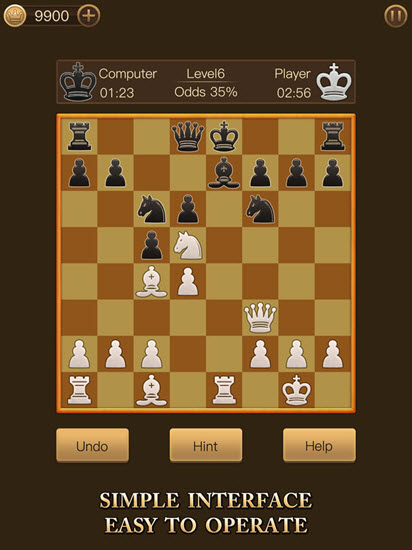 9900
Computer Level6 Player
01:23 Odds 35% 02:56
Undo Hint Help
SIMPLE INTERFACE
EASY TO OPERATE